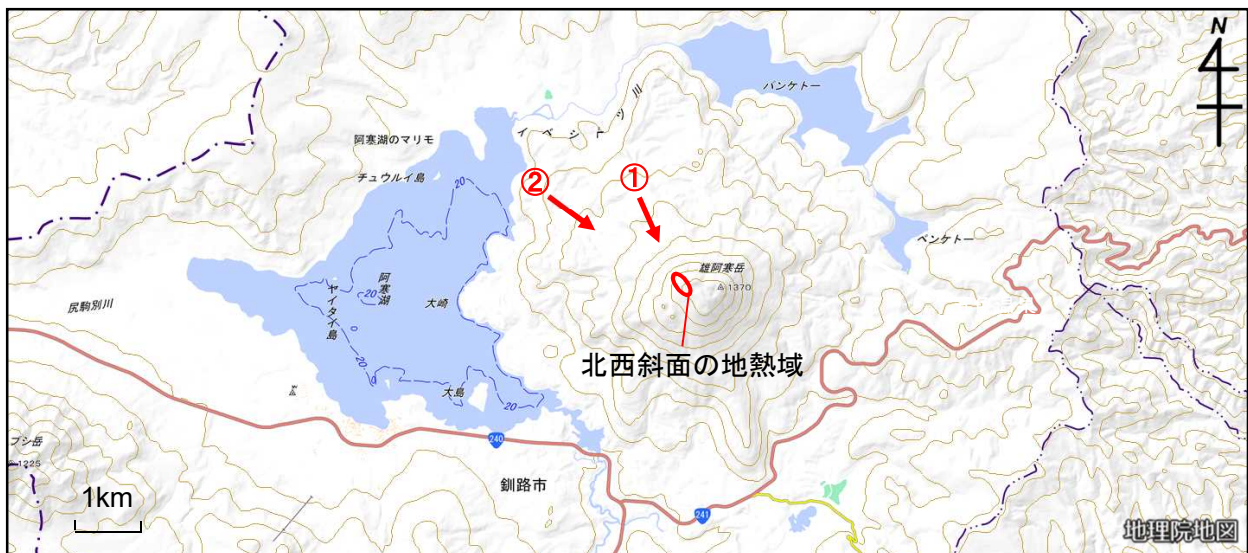 N
パンケトー
イベシベツ川
阿寒湖のマリモ
チュウルイ島
20
②
①
ペンケトー
雄阿寒岳
1370
阿寒湖
20
大崎
ヤイタイ島
尻駒別川
20
北西斜面の地熱域
大島
20
240
フシ岳
1225
釧路市
1km
241
地理院地図